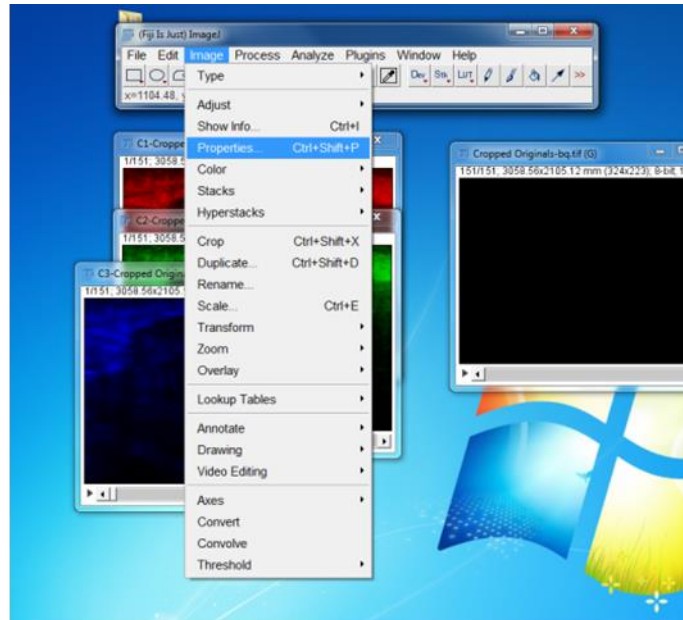 (Fiji Is Just) ImageJ
File Edit Image Process Analyze Plugins Window Help
Dev Stk LUT >>
x=1104.48,
Type
Adjust
Show Info... Ctrl+I
Properties... Ctrl+Shift+P
Color
Stacks
Hyperstacks
Crop Ctrl+Shift+X
Duplicate... Ctrl+Shift+D
Rename...
Scale... Ctrl+E
Transform
Zoom
Overlay
Lookup Tables
Annotate
Drawing
Video Editing
Axes
Convert
Convolve
Threshold
C1-Croppe
1/151; 3058.5
C2-Croppe
1/151; 3058.5
C3-Cropped Origin
1/151; 3058.56x2105.
Cropped Originals-bq.tif (G)
151/151; 3058.56x2105.12 mm (324x223); 8-bit;